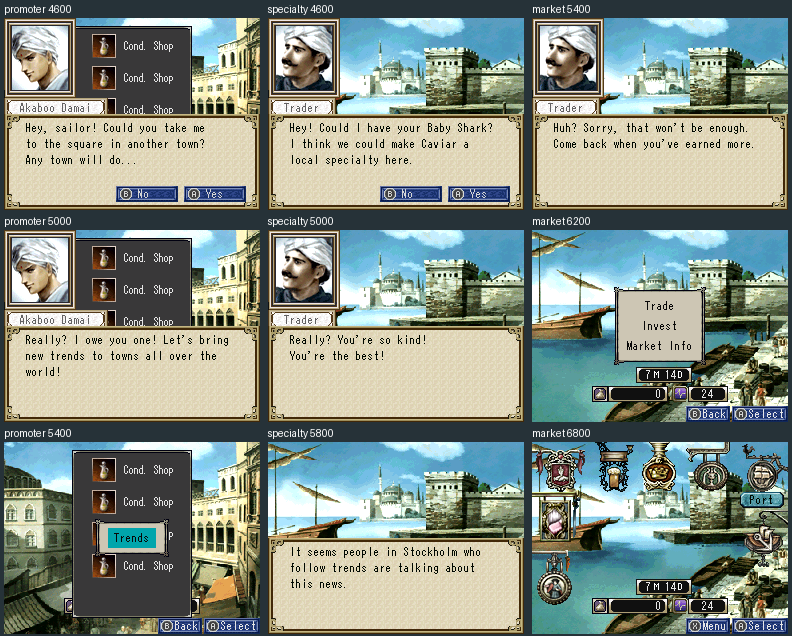 promoter 4600
Cond. Shop
Cond. Shop
Cond. Shop
Akaboo Damai
Hey, sailor! Could you take me
to the square in another town?
Any town will do...
B No
A Yes
specialty 4600
Trader
Hey! Could I have your Baby Shark?
I think we could make Caviar a
local specialty here.
B No
A Yes
market 5400
Trader
Huh? Sorry, that won't be enough.
Come back when you've earned more.
promoter 5000
Cond. Shop
Cond. Shop
Cond. Shop
Akaboo Damai
Really? I owe you one! Let's bring
new trends to towns all over the
world!
specialty 5000
Trader
Really? You're so kind!
You're the best!
market 6200
Trade
Invest
Market Info
7M 14D
0
24
B Back
A Select
promoter 5400
Cond. Shop
Cond. Shop
Trends
p
Cond. Shop
B Back
A Select
specialty 5800
It seems people in Stockholm who
follow trends are talking about
this news.
market 6800
Port
7M 14D
0
24
X Menu
A Select